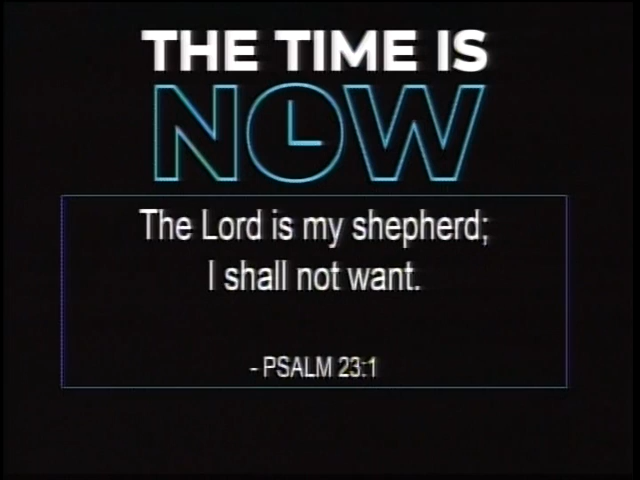 THE TIME IS
NOW
The Lord is my shepherd;
I shall not want.
- PSALM 23:1